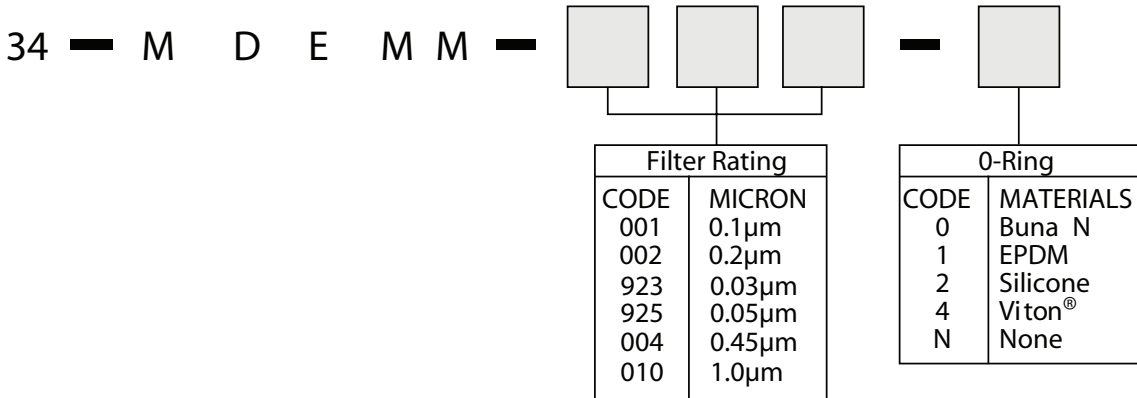 34 – M D E M M – –
Filter Rating
CODE MICRON
001 0.1µm
002 0.2µm
923 0.03µm
925 0.05µm
004 0.45µm
010 1.0µm
0-Ring
CODE MATERIALS
0 Buna N
1 EPDM
2 Silicone
4 Viton®
N None